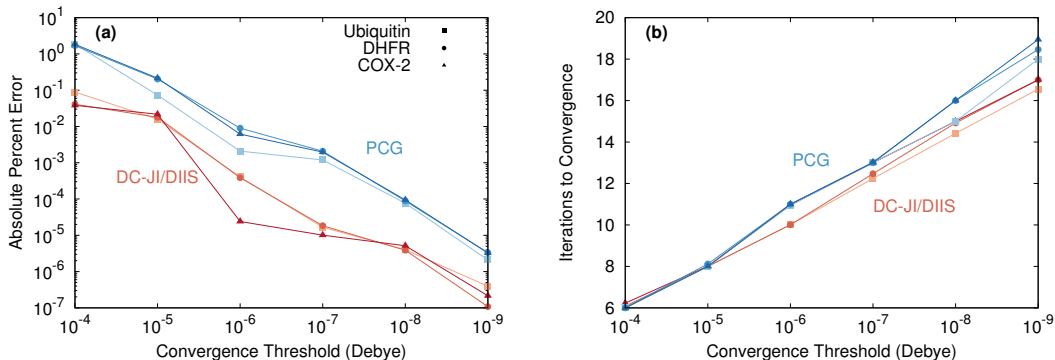 (a)
Ubiquitin
DHFR
COX-2
PCG
DC-JI/DIIS
Absolute Percent Error
10^1
10^0
10^-1
10^-2
10^-3
10^-4
10^-5
10^-6
10^-7
10^-4 10^-5 10^-6 10^-7 10^-8 10^-9
Convergence Threshold (Debye)
(b)
PCG
DC-JI/DIIS
Iterations to Convergence
20
18
16
14
12
10
8
6
10^-4 10^-5 10^-6 10^-7 10^-8 10^-9
Convergence Threshold (Debye)